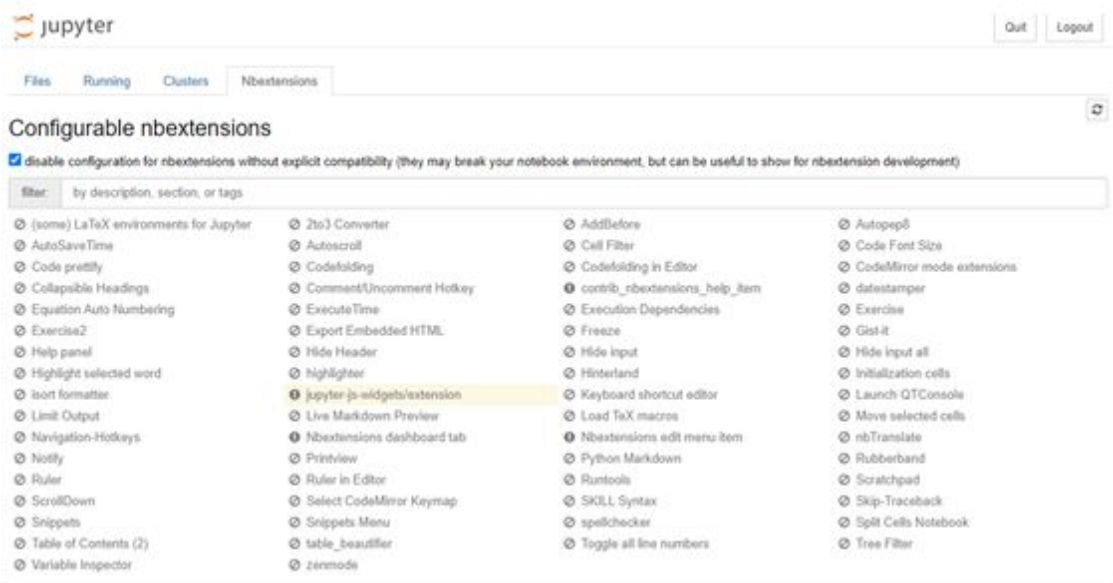 jupyter
Quit Logout
Files Running Clusters Nbextensions
Configurable nbextensions
disable configuration for nbextensions without explicit compatibility (they may break your notebook environment, but can be useful to show for nbextension development)
filter: by description, section, or tags
(some) LaTeX environments for Jupyter 2to3 Converter AddBefore Autopep8
AutoSaveTime Autoscroll Cell Filter Code Font Size
Code prettify Codefolding Codefolding in Editor CodeMirror mode extensions
Collapsible Headings Comment/Uncomment Hotkey contrib_nbextensions_help_item datestamper
Equation Auto Numbering ExecuteTime Execution Dependencies Exercise
Exercise2 Export Embedded HTML Freeze Gist-it
Help panel Hide Header Hide input Hide input all
Highlight selected word highlighter Hinterland Initialization cells
isort formatter jupyter-js-widgets/extension Keyboard shortcut editor Launch QTConsole
Limit Output Live Markdown Preview Load TeX macros Move selected cells
Navigation-Hotkeys Nbextensions dashboard tab Nbextensions edit menu item nbTranslate
Notify Printview Python Markdown Rubberband
Ruler Ruler in Editor Runtools Scratchpad
ScrollDown Select CodeMirror Keymap SKILL Syntax Skip-Traceback
Snippets Snippets Menu spellchecker Split Cells Notebook
Table of Contents (2) table_beautifier Toggle all line numbers Tree Filter
Variable Inspector zenmode